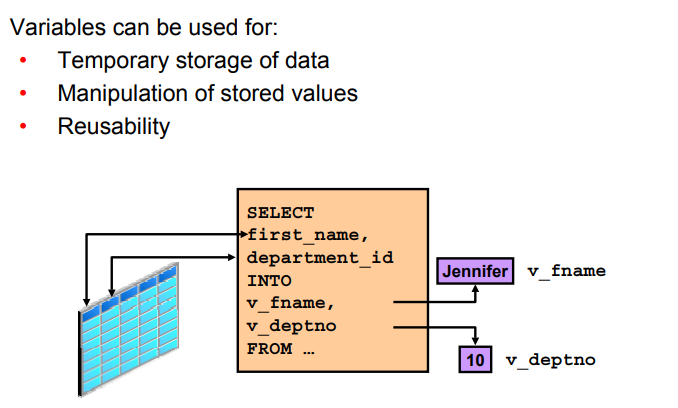 Variables can be used for:
• Temporary storage of data
• Manipulation of stored values
• Reusability
SELECT
first_name,
department_id
INTO
v_fname,
v_deptno
FROM …
Jennifer v_fname
10 v_deptno